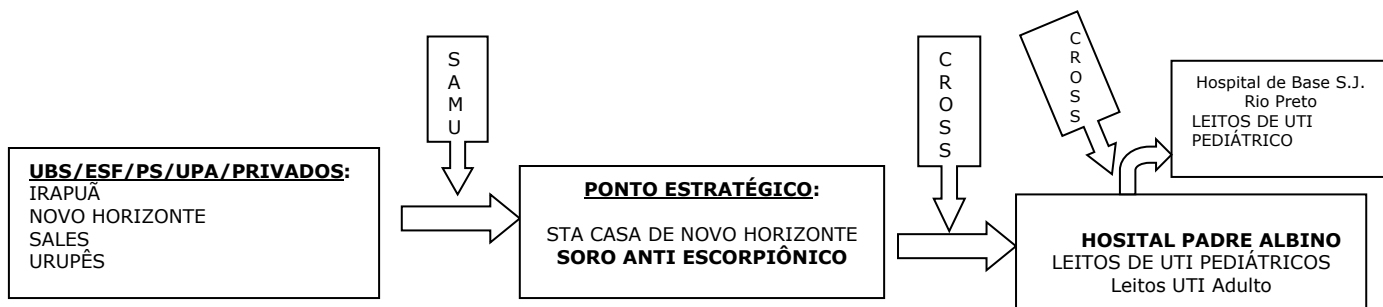 UBS/ESF/PS/UPA/PRIVADOS:
IRAPUÃ
NOVO HORIZONTE
SALES
URUPÊS
S
A
M
U
PONTO ESTRATÉGICO:
STA CASA DE NOVO HORIZONTE
SORO ANTI ESCORPIÔNICO
C
R
O
S
S
HOSITAL PADRE ALBINO
LEITOS DE UTI PEDIÁTRICOS
Leitos UTI Adulto
C
R
O
S
S
Hospital de Base S.J.
Rio Preto
LEITOS DE UTI
PEDIÁTRICO